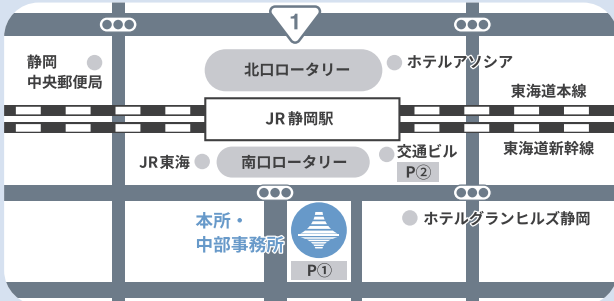 1
静岡
中央郵便局
北口ロータリー
ホテルアソシア
東海道本線
JR静岡駅
東海道新幹線
JR東海
南口ロータリー
交通ビル
P②
本所・
中部事務所
ホテルグランヒルズ静岡
P①